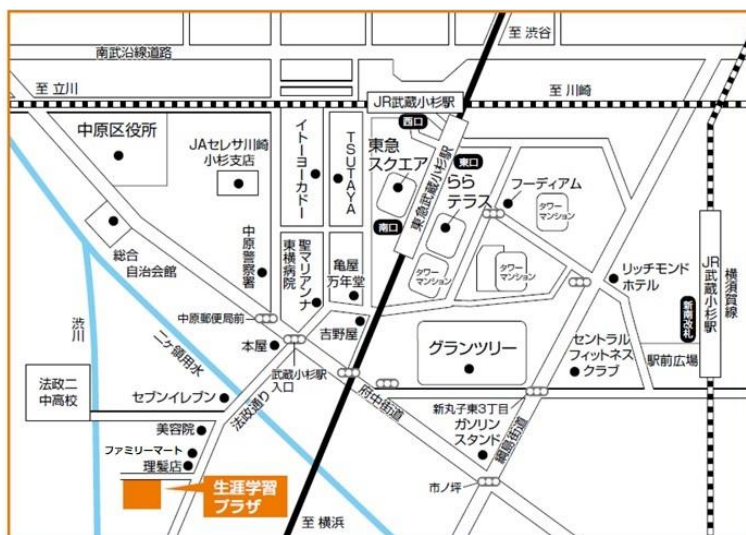 至 渋谷
南武沿線道路
至 立川
JR武蔵小杉駅
至 川崎
中原区役所
JAセレサ川崎
小杉支店
イトーヨーカドー
TSUTAYA
西口
東急
スクエア
東急武蔵小杉駅
東口
らら
テラス
フーディアム
タワー
マンション
南口
総合
自治会館
中原警察署
聖マリアンナ
東横病院
亀屋
万年堂
タワー
マンション
タワー
マンション
リッチモンド
ホテル
JR武蔵小杉駅
横須賀線
新南改札
渋川
二ヶ領用水
中原郵便局前
吉野屋
本屋
武蔵小杉駅
入口
グランツリー
セントラル
フィットネス
クラブ
駅前広場
法政二
中高校
セブンイレブン
法政通り
府中街道
新丸子東3丁目
ガソリン
スタンド
綱島街道
美容院
ファミリーマート
理髪店
生涯学習
プラザ
市ノ坪
至 横浜